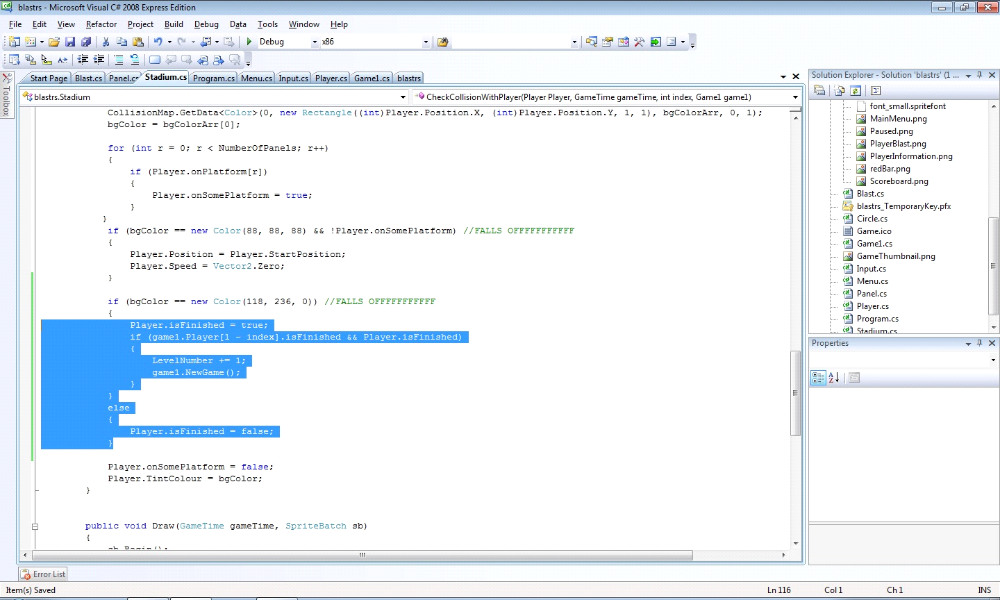 blastrs - Microsoft Visual C# 2008 Express Edition
File Edit View Refactor Project Build Debug Data Tools Window Help
Debug x86
Start Page Blast.cs Panel.cs Stadium.cs Program.cs Menu.cs Input.cs Player.cs Game1.cs blastrs
Toolbox
blastrs.Stadium CheckCollisionWithPlayer(Player Player, GameTime gameTime, int index, Game1 game1)
CollisionMap.GetData<Color>(0, new Rectangle((int)Player.Position.X, (int)Player.Position.Y, 1, 1), bgColorArr, 0, 1);
bgColor = bgColorArr[0];
for (int r = 0; r < NumberOfPanels; r++)
{
if (Player.onPlatform[r])
{
Player.onSomePlatform = true;
}
}
if (bgColor == new Color(88, 88, 88) && !Player.onSomePlatform) //FALLS OFFFFFFFFFFF
{
Player.Position = Player.StartPosition;
Player.Speed = Vector2.Zero;
}
if (bgColor == new Color(118, 236, 0)) //FALLS OFFFFFFFFFFF
{
Player.isFinished = true;
if (game1.Player[1 - index].isFinished && Player.isFinished)
{
LevelNumber += 1;
game1.NewGame();
}
}
else
{
Player.isFinished = false;
}
Player.onSomePlatform = false;
Player.TintColour = bgColor;
}
public void Draw(GameTime gameTime, SpriteBatch sb)
{
sb.Begin();
Solution Explorer - Solution 'blastrs' (1 ...
font_small.spritefont
MainMenu.png
Paused.png
PlayerBlast.png
PlayerInformation.png
redBar.png
Scoreboard.png
Blast.cs
blastrs_TemporaryKey.pfx
Circle.cs
Game.ico
Game1.cs
GameThumbnail.png
Input.cs
Menu.cs
Panel.cs
Player.cs
Program.cs
Stadium.cs
Properties
Error List
Item(s) Saved Ln 116 Col 1 Ch 1 INS